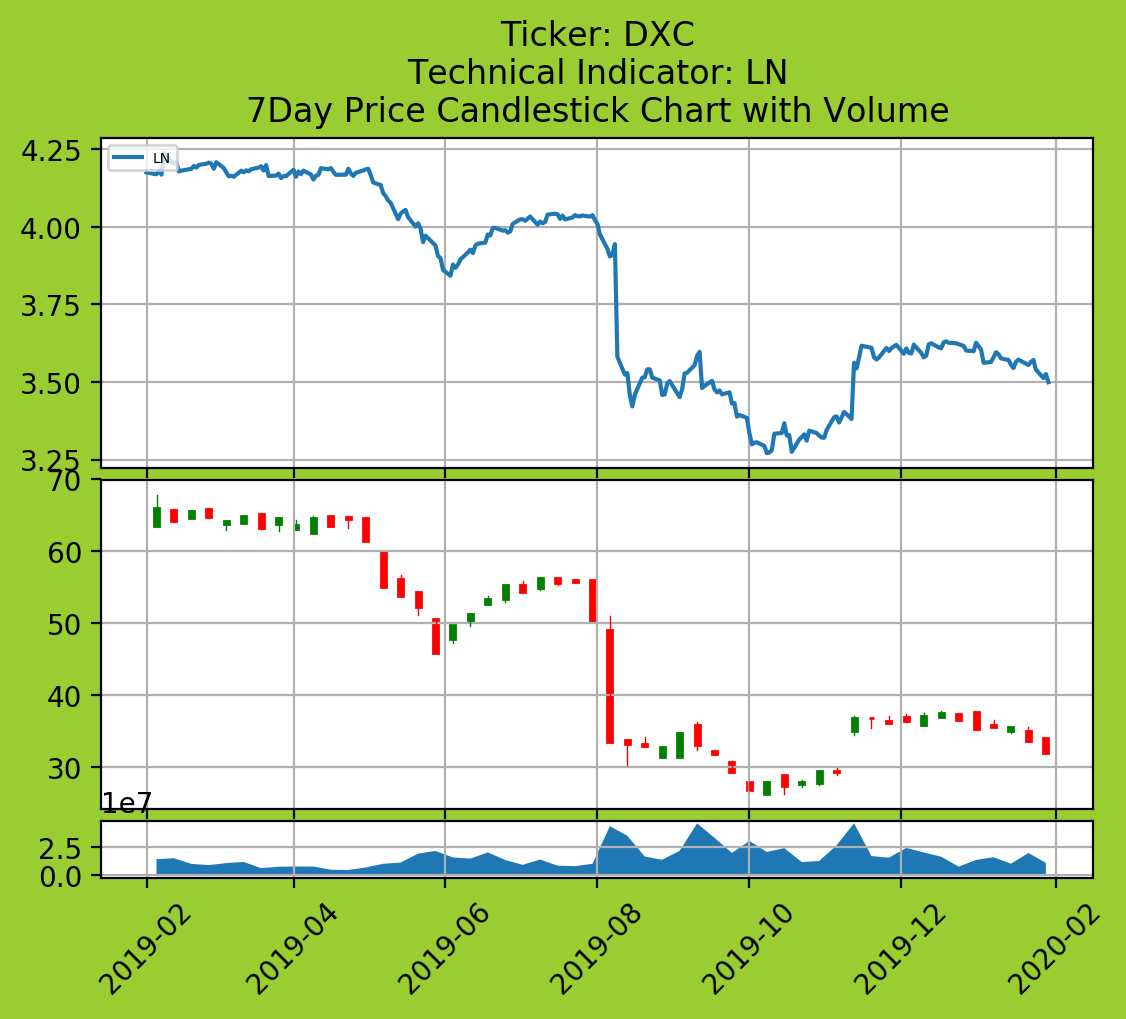 Ticker: DXC
Technical Indicator: LN
7Day Price Candlestick Chart with Volume
LN
4.25
4.00
3.75
3.50
3.25
70
60
50
40
30
1e7
2.5
0.0
2019-02 2019-04 2019-06 2019-08 2019-10 2019-12 2020-02